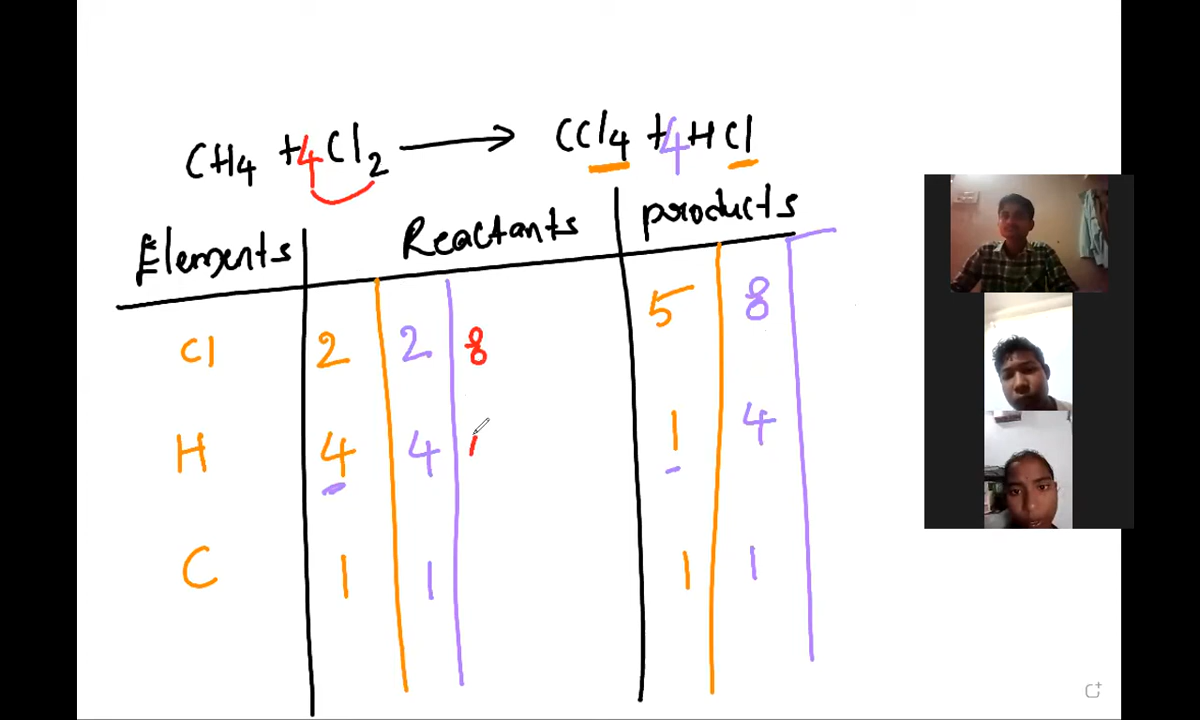 CH4 + 4Cl2 → CCl4 + 4HCl
Elements Reactants products
Cl 2 2 8 5 8
H 4 4 1 4
C 1 1 1 1